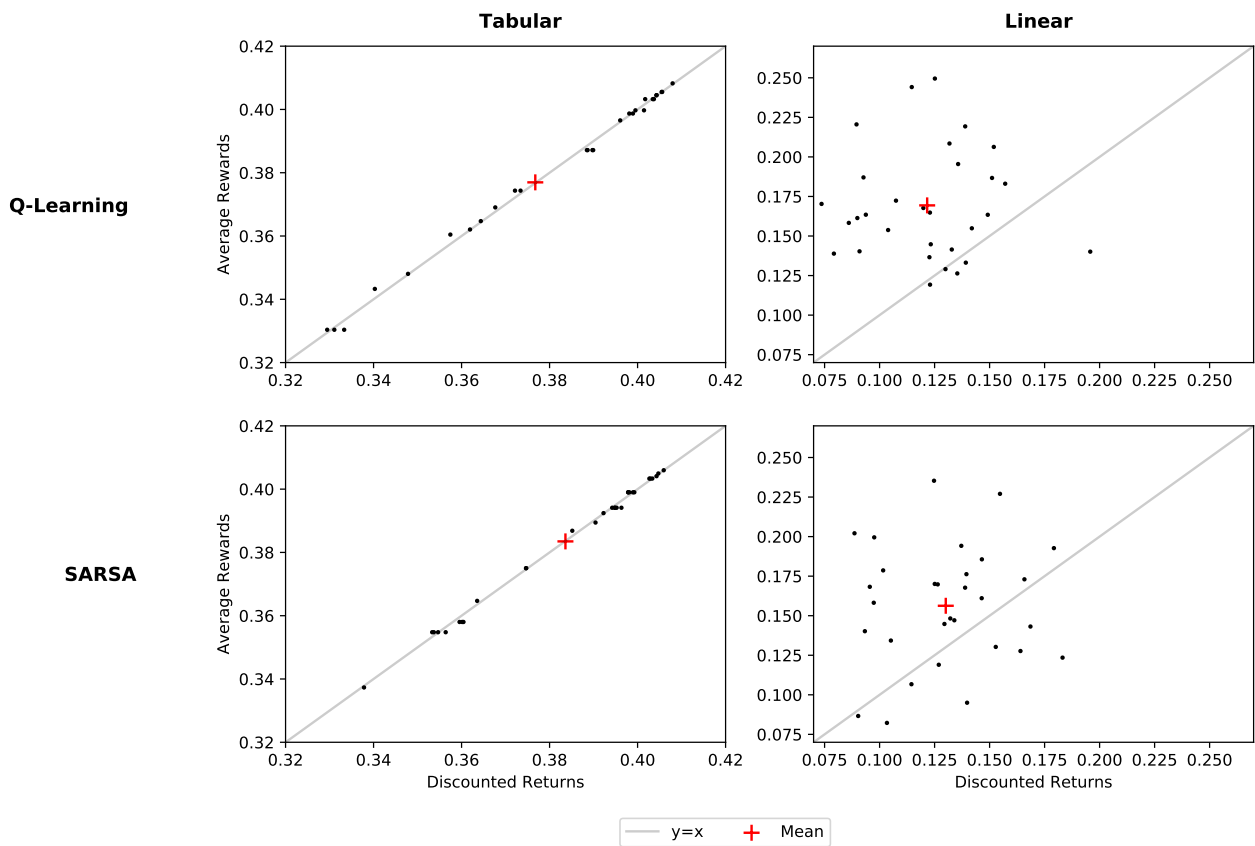 Tabular Linear
0.42
0.40
0.38
0.36
0.34
0.32
Average Rewards
Q-Learning
0.32 0.34 0.36 0.38 0.40 0.42
0.250
0.225
0.200
0.175
0.150
0.125
0.100
0.075
0.075 0.100 0.125 0.150 0.175 0.200 0.225 0.250
0.42
0.40
0.38
0.36
0.34
0.32
Average Rewards
SARSA
0.32 0.34 0.36 0.38 0.40 0.42
Discounted Returns
0.250
0.225
0.200
0.175
0.150
0.125
0.100
0.075
0.075 0.100 0.125 0.150 0.175 0.200 0.225 0.250
Discounted Returns
y=x Mean